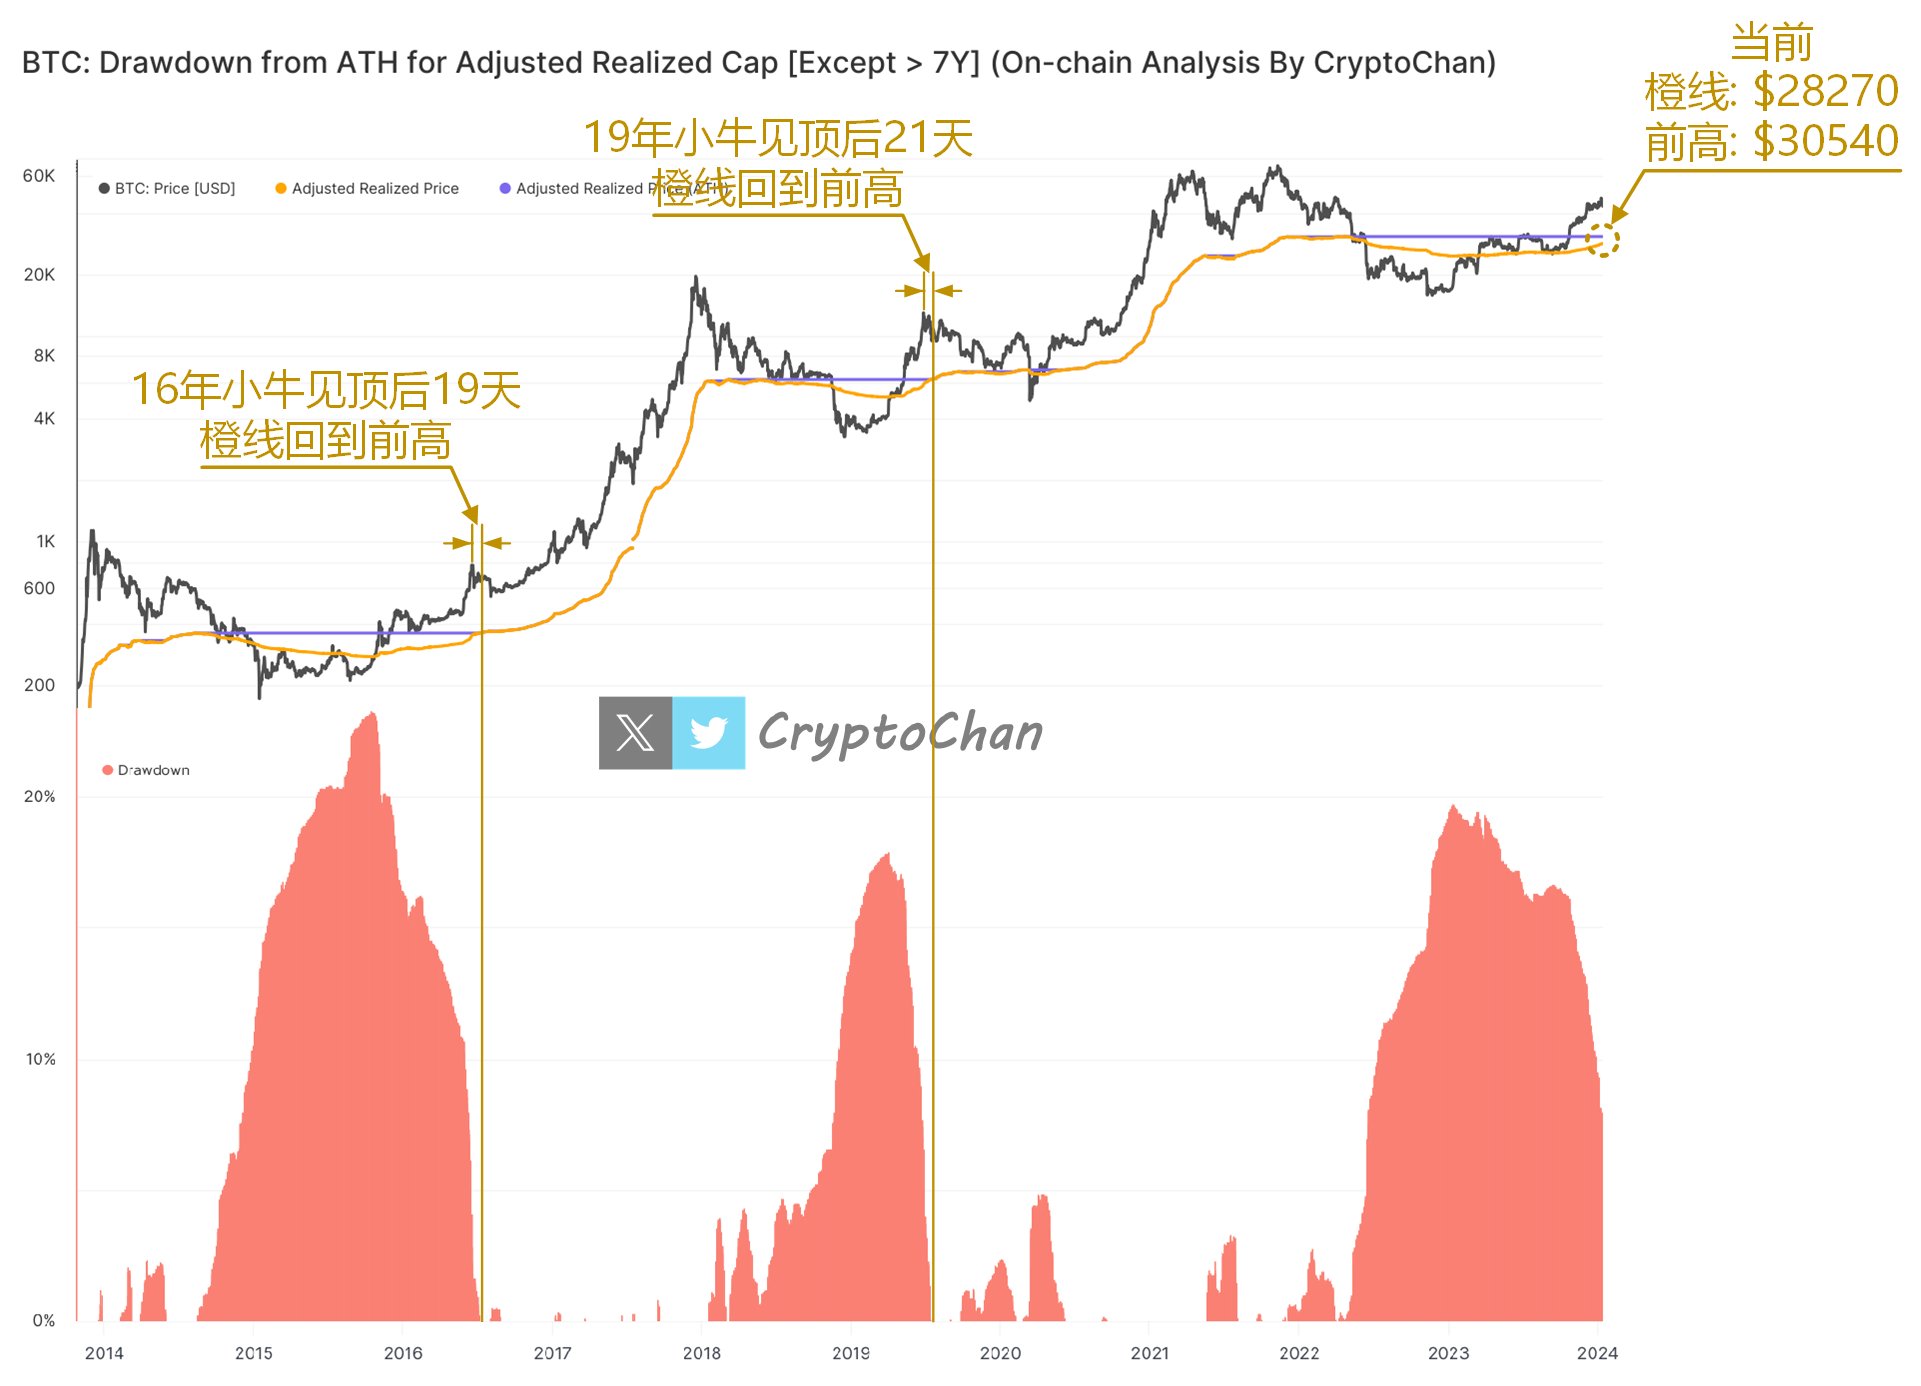 BTC: Drawdown from ATH for Adjusted Realized Cap [Except > 7Y] (On-chain Analysis By CryptoChan)
当前
橙线: $28270
前高: $30540
19年小牛见顶后21天
橙线回到前高
60K
BTC: Price [USD]
Adjusted Realized Price
Adjusted Realized Price (ATH)
20K
8K
16年小牛见顶后19天
橙线回到前高
4K
1K
600
200
CryptoChan
Drawdown
20%
10%
0%
2014 2015 2016 2017 2018 2019 2020 2021 2022 2023 2024